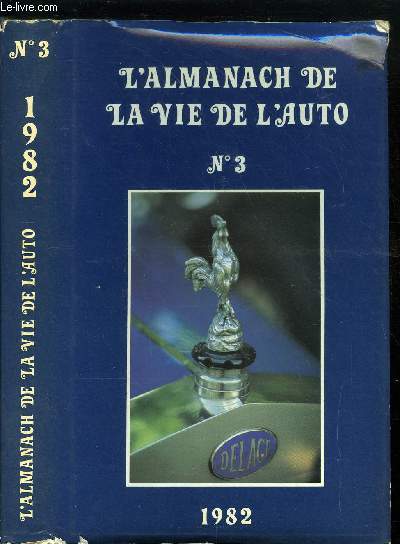 © le-livre.com
N° 3
1982
L'ALMANACH DE LA VIE DE L'AUTO
L'ALMANACH DE
LA VIE DE L'AUTO
N° 3
DELAGE
1982